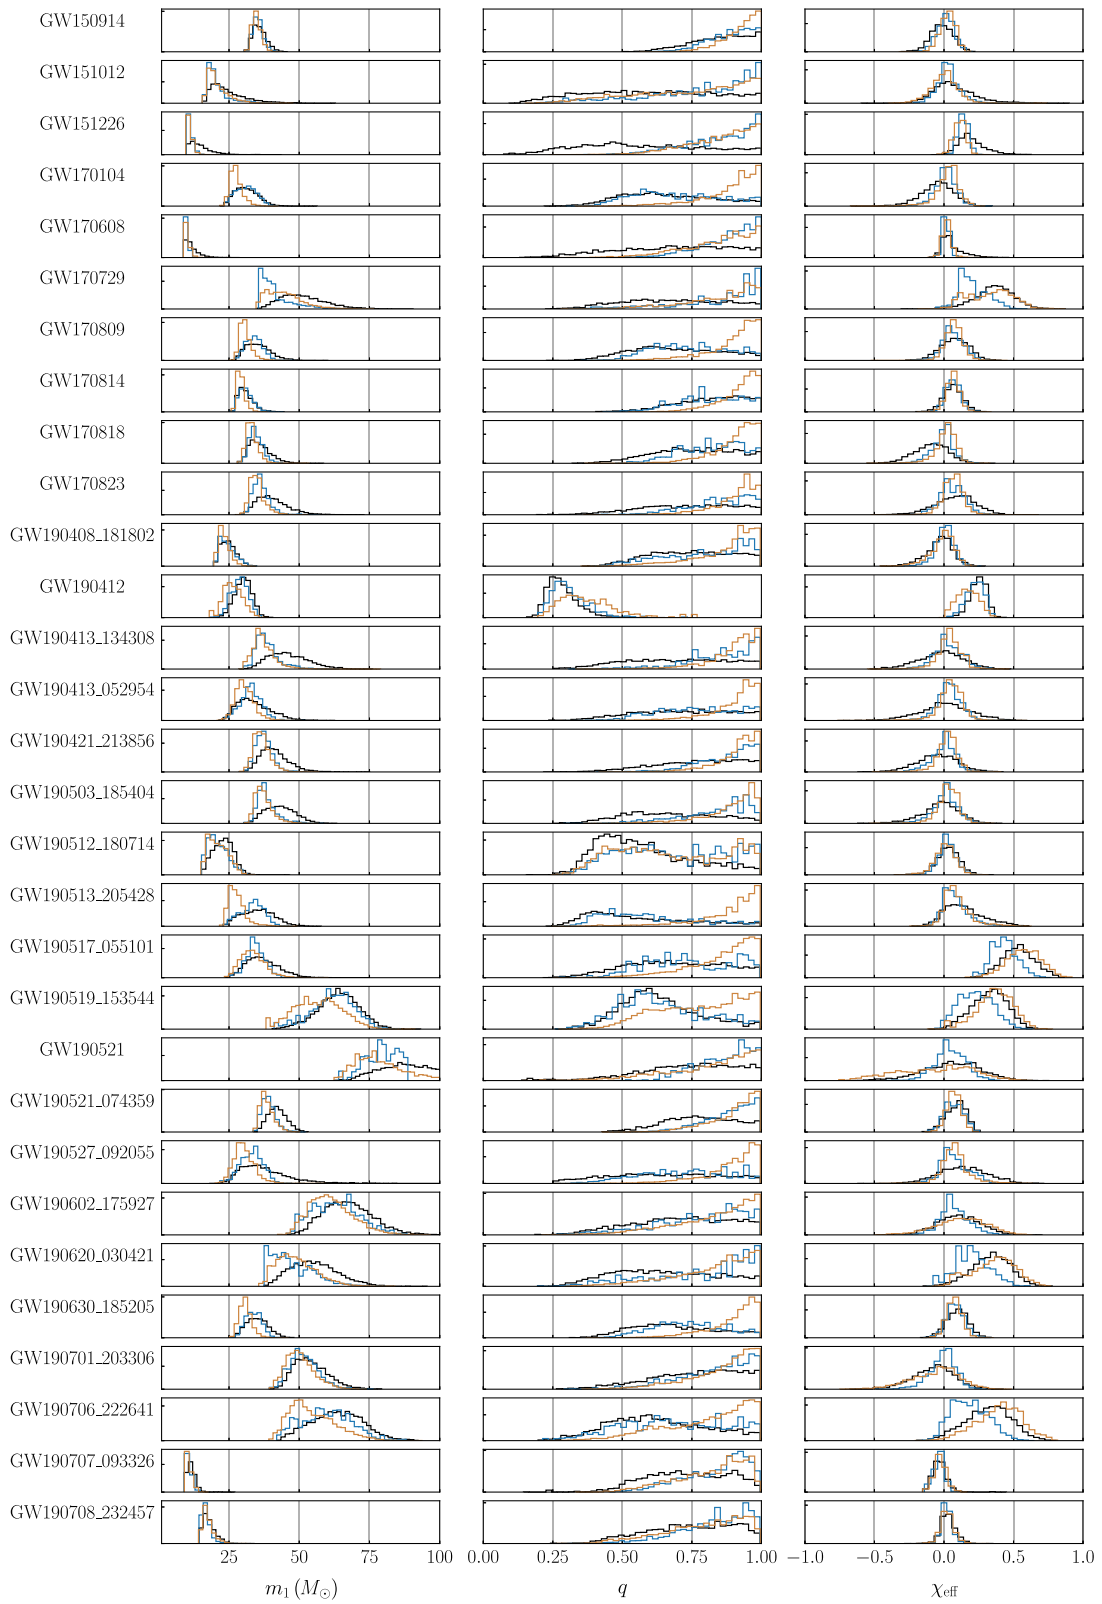 GW150914
GW151012
GW151226
GW170104
GW170608
GW170729
GW170809
GW170814
GW170818
GW170823
GW190408_181802
GW190412
GW190413_134308
GW190413_052954
GW190421_213856
GW190503_185404
GW190512_180714
GW190513_205428
GW190517_055101
GW190519_153544
GW190521
GW190521_074359
GW190527_092055
GW190602_175927
GW190620_030421
GW190630_185205
GW190701_203306
GW190706_222641
GW190707_093326
GW190708_232457
25 50 75 100 0.00 0.25 0.50 0.75 1.00 −1.0 −0.5 0.0 0.5 1.0
m₁ (M⊙) q χeff